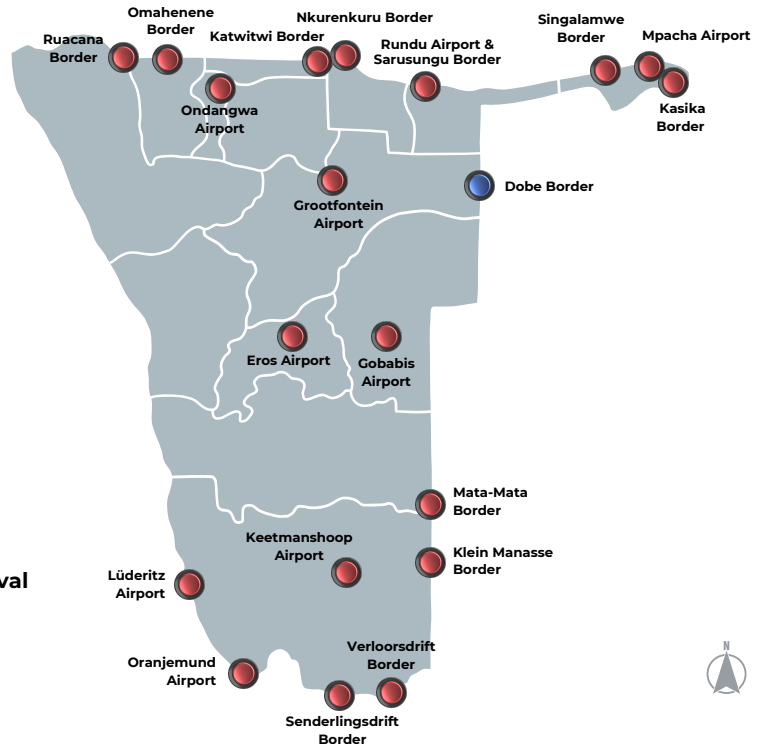 Omahenene
Border
Nkurenkuru Border
Singalamwe
Border
Mpacha Airport
Ruacana
Border
Katwitwi Border
Rundu Airport &
Sarusungu Border
Ondangwa
Airport
Kasika
Border
Dobe Border
Grootfontein
Airport
Eros Airport
Gobabis
Airport
Mata-Mata
Border
Keetmanshoop
Airport
Klein Manasse
Border
Lüderitz
Airport
val
Verloorsdrift
Border
Oranjemund
Airport
N
Senderlingsdrift
Border